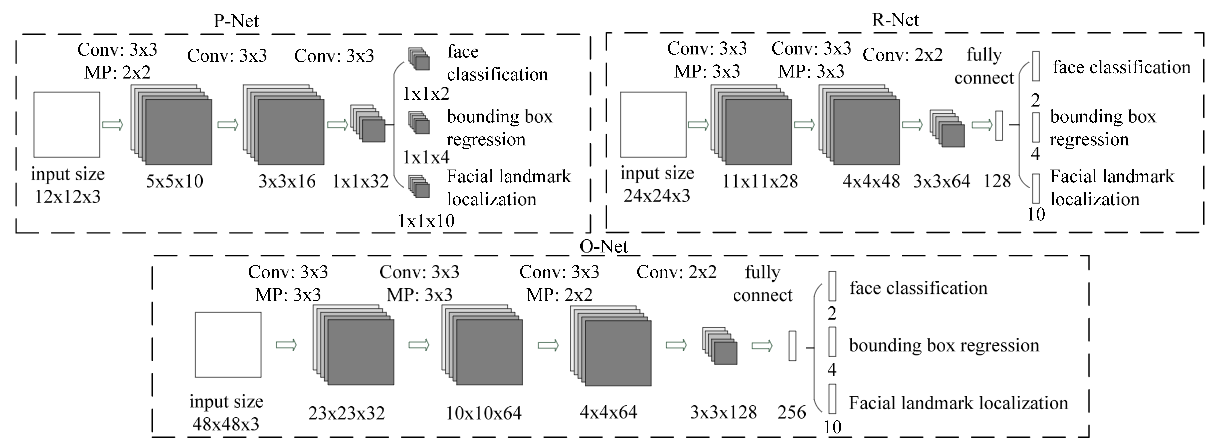 P-Net
Conv: 3x3
MP: 2x2
Conv: 3x3
Conv: 3x3
face
classification
1x1x2
bounding box
regression
1x1x4
Facial landmark
localization
1x1x10
input size
12x12x3
5x5x10
3x3x16
1x1x32
R-Net
Conv: 3x3
MP: 3x3
Conv: 3x3
MP: 3x3
Conv: 2x2
fully
connect
face classification
2
bounding box
regression
4
Facial landmark
localization
10
input size
24x24x3
11x11x28
4x4x48
3x3x64
128
O-Net
Conv: 3x3
MP: 3x3
Conv: 3x3
MP: 3x3
Conv: 3x3
MP: 2x2
Conv: 2x2
fully
connect
face classification
2
bounding box regression
4
Facial landmark localization
10
input size
48x48x3
23x23x32
10x10x64
4x4x64
3x3x128
256